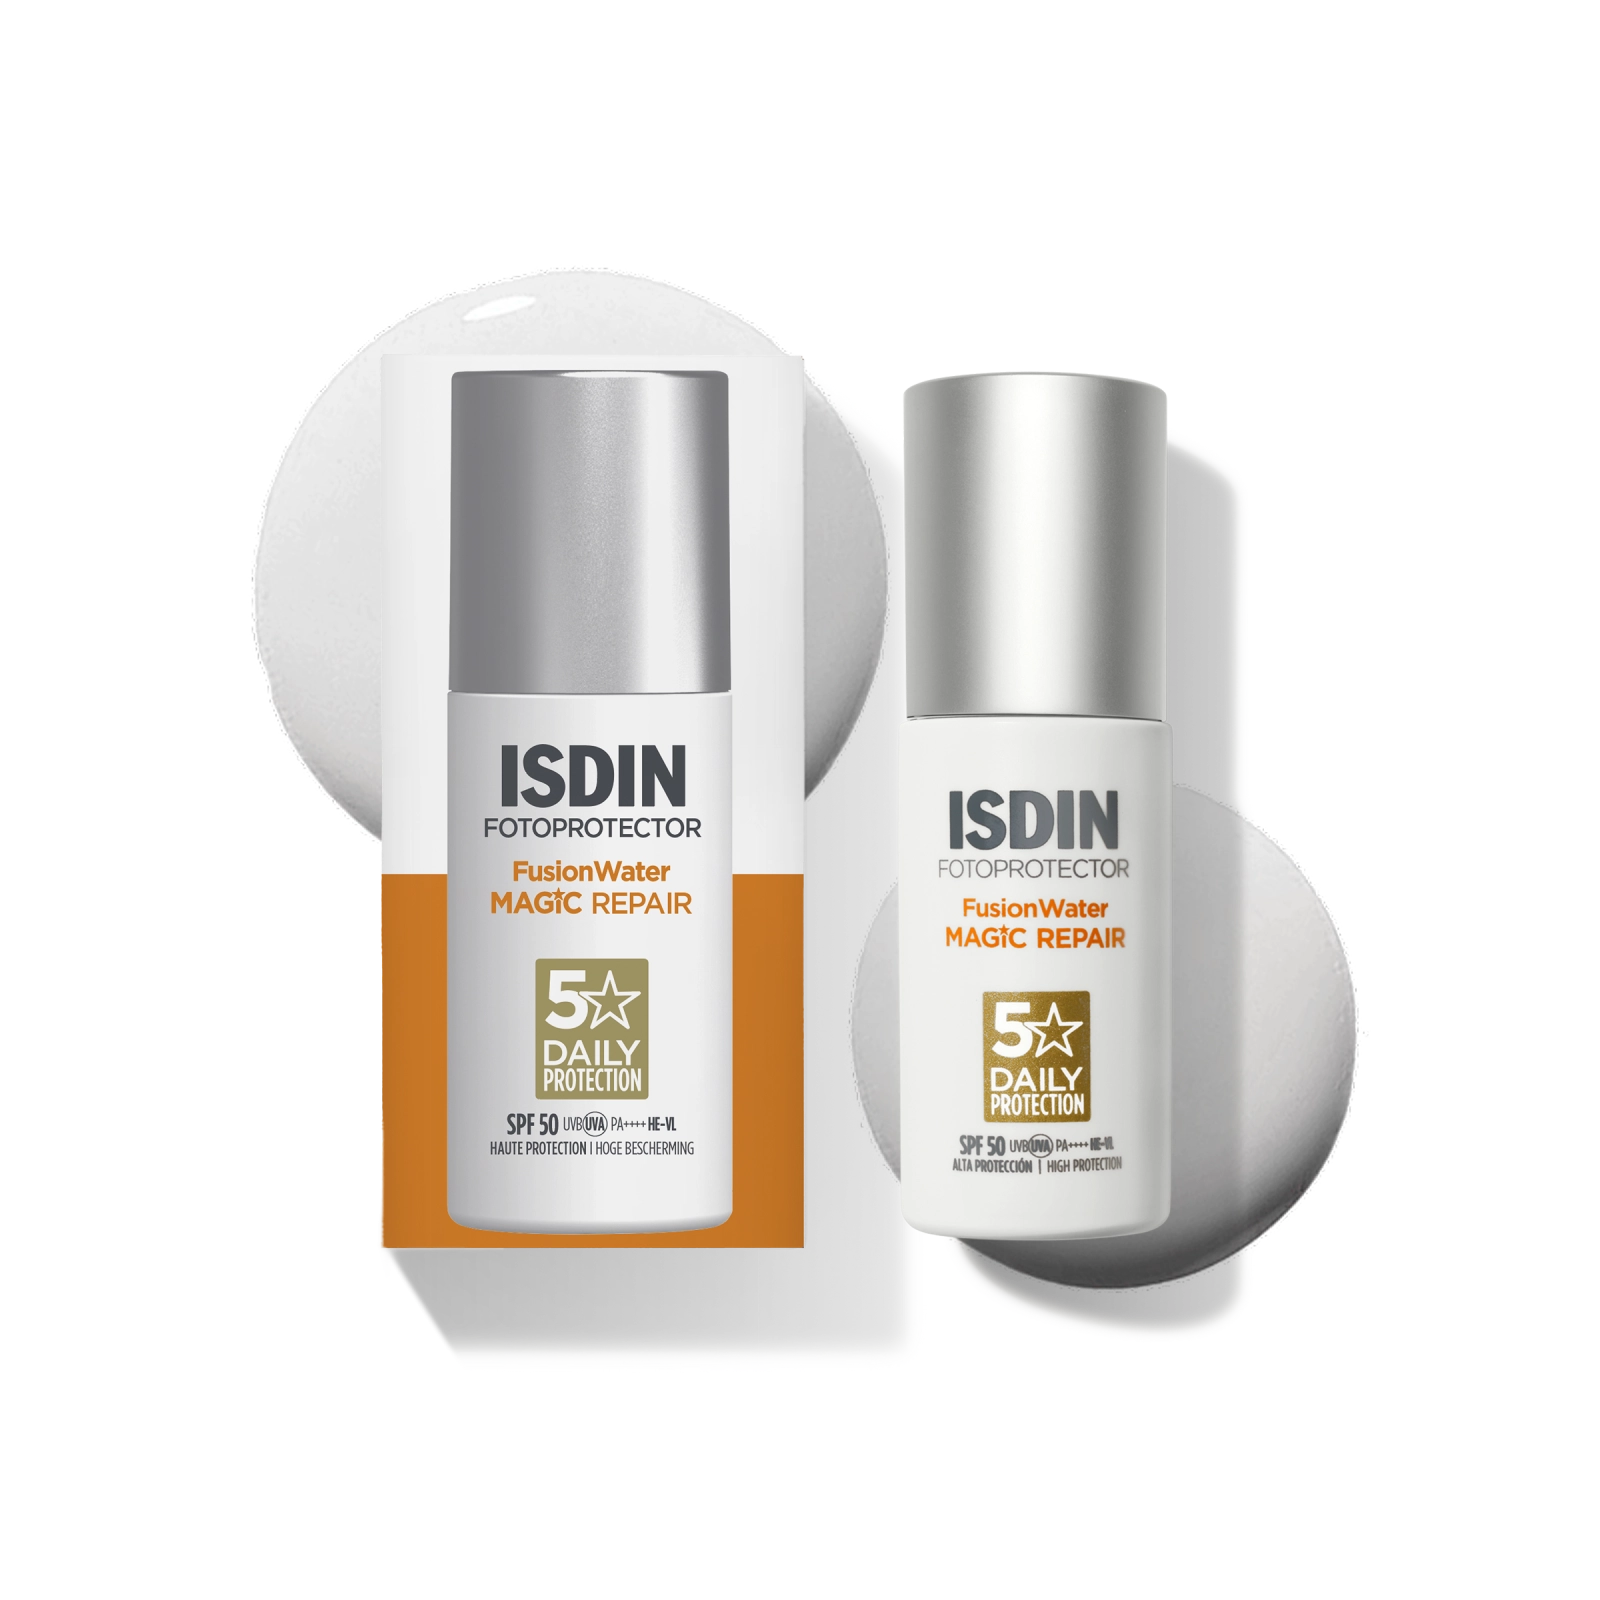 ISDIN
FOTOPROTECTOR
FusionWater
MAGIC REPAIR
5☆
DAILY
PROTECTION
SPF 50 UVB UVA PA++++ HE-VL
HAUTE PROTECTION | HOGE BESCHERMING
ISDIN
FOTOPROTECTOR
FusionWater
MAGIC REPAIR
5☆
DAILY
PROTECTION
SPF 50 UVB UVA PA++++ HE-VL
ALTA PROTECCIÓN | HIGH PROTECTION